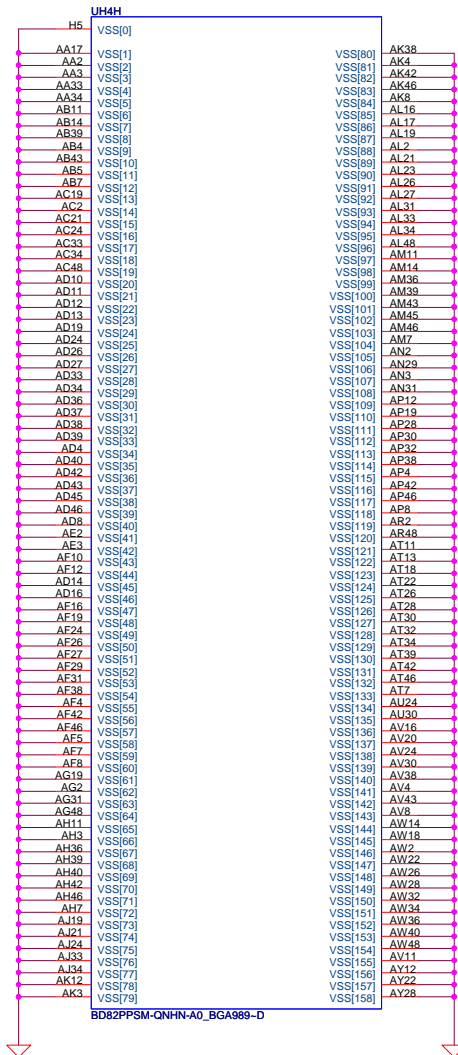 UH4H
H5 VSS[0]
AA17 VSS[1] VSS[80] AK38
AA2 VSS[2] VSS[81] AK4
AA3 VSS[3] VSS[82] AK42
AA33 VSS[4] VSS[83] AK46
AA34 VSS[5] VSS[84] AK8
AB11 VSS[6] VSS[85] AL16
AB14 VSS[7] VSS[86] AL17
AB39 VSS[8] VSS[87] AL19
AB4 VSS[9] VSS[88] AL2
AB43 VSS[10] VSS[89] AL21
AB5 VSS[11] VSS[90] AL23
AB7 VSS[12] VSS[91] AL26
AC19 VSS[13] VSS[92] AL27
AC2 VSS[14] VSS[93] AL31
AC21 VSS[15] VSS[94] AL33
AC24 VSS[16] VSS[95] AL34
AC33 VSS[17] VSS[96] AL48
AC34 VSS[18] VSS[97] AM11
AC48 VSS[19] VSS[98] AM14
AD10 VSS[20] VSS[99] AM36
AD11 VSS[21] VSS[100] AM39
AD12 VSS[22] VSS[101] AM43
AD13 VSS[23] VSS[102] AM45
AD19 VSS[24] VSS[103] AM46
AD24 VSS[25] VSS[104] AM7
AD26 VSS[26] VSS[105] AN2
AD27 VSS[27] VSS[106] AN29
AD33 VSS[28] VSS[107] AN3
AD34 VSS[29] VSS[108] AN31
AD36 VSS[30] VSS[109] AP12
AD37 VSS[31] VSS[110] AP19
AD38 VSS[32] VSS[111] AP28
AD39 VSS[33] VSS[112] AP30
AD4 VSS[34] VSS[113] AP32
AD40 VSS[35] VSS[114] AP38
AD42 VSS[36] VSS[115] AP4
AD43 VSS[37] VSS[116] AP42
AD45 VSS[38] VSS[117] AP46
AD46 VSS[39] VSS[118] AP8
AD8 VSS[40] VSS[119] AR2
AE2 VSS[41] VSS[120] AR48
AE3 VSS[42] VSS[121] AT11
AF10 VSS[43] VSS[122] AT13
AF12 VSS[44] VSS[123] AT18
AD14 VSS[45] VSS[124] AT22
AD16 VSS[46] VSS[125] AT26
AF16 VSS[47] VSS[126] AT28
AF19 VSS[48] VSS[127] AT30
AF24 VSS[49] VSS[128] AT32
AF26 VSS[50] VSS[129] AT34
AF27 VSS[51] VSS[130] AT39
AF29 VSS[52] VSS[131] AT42
AF31 VSS[53] VSS[132] AT46
AF38 VSS[54] VSS[133] AT7
AF4 VSS[55] VSS[134] AU24
AF42 VSS[56] VSS[135] AU30
AF46 VSS[57] VSS[136] AV16
AF5 VSS[58] VSS[137] AV20
AF7 VSS[59] VSS[138] AV24
AF8 VSS[60] VSS[139] AV30
AG19 VSS[61] VSS[140] AV38
AG2 VSS[62] VSS[141] AV4
AG31 VSS[63] VSS[142] AV43
AG48 VSS[64] VSS[143] AV8
AH11 VSS[65] VSS[144] AW14
AH3 VSS[66] VSS[145] AW18
AH36 VSS[67] VSS[146] AW2
AH39 VSS[68] VSS[147] AW22
AH40 VSS[69] VSS[148] AW26
AH42 VSS[70] VSS[149] AW28
AH46 VSS[71] VSS[150] AW32
AH7 VSS[72] VSS[151] AW34
AJ19 VSS[73] VSS[152] AW36
AJ21 VSS[74] VSS[153] AW40
AJ24 VSS[75] VSS[154] AW48
AJ33 VSS[76] VSS[155] AV11
AJ34 VSS[77] VSS[156] AY12
AK12 VSS[78] VSS[157] AY22
AK3 VSS[79] VSS[158] AY28
BD82PPSM-QNHN-A0_BGA989~D